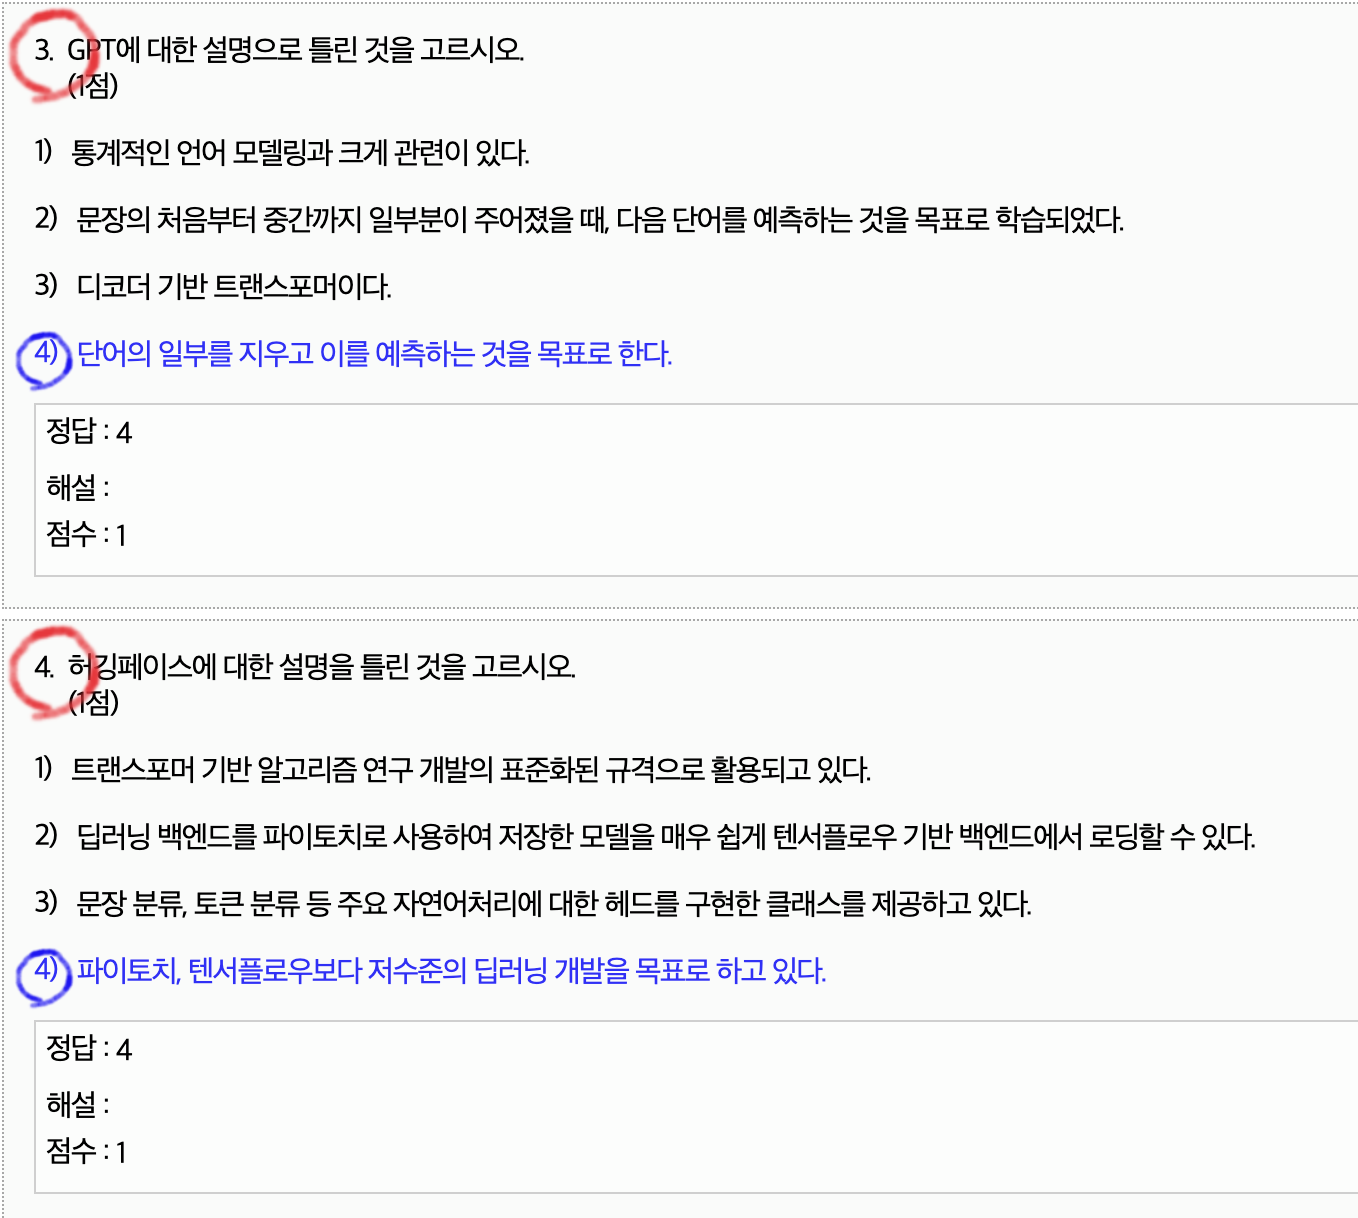 3. GPT에 대한 설명으로 틀린 것을 고르시오.
(1점)
1) 통계적인 언어 모델링과 크게 관련이 있다.
2) 문장의 처음부터 중간까지 일부분이 주어졌을 때, 다음 단어를 예측하는 것을 목표로 학습되었다.
3) 디코더 기반 트랜스포머이다.
4) 단어의 일부를 지우고 이를 예측하는 것을 목표로 한다.
정답 : 4
해설 :
점수 : 1
4. 허깅페이스에 대한 설명을 틀린 것을 고르시오.
(1점)
1) 트랜스포머 기반 알고리즘 연구 개발의 표준화된 규격으로 활용되고 있다.
2) 딥러닝 백엔드를 파이토치로 사용하여 저장한 모델을 매우 쉽게 텐서플로우 기반 백엔드에서 로딩할 수 있다.
3) 문장 분류, 토큰 분류 등 주요 자연어처리에 대한 헤드를 구현한 클래스를 제공하고 있다.
4) 파이토치, 텐서플로우보다 저수준의 딥러닝 개발을 목표로 하고 있다.
정답 : 4
해설 :
점수 : 1